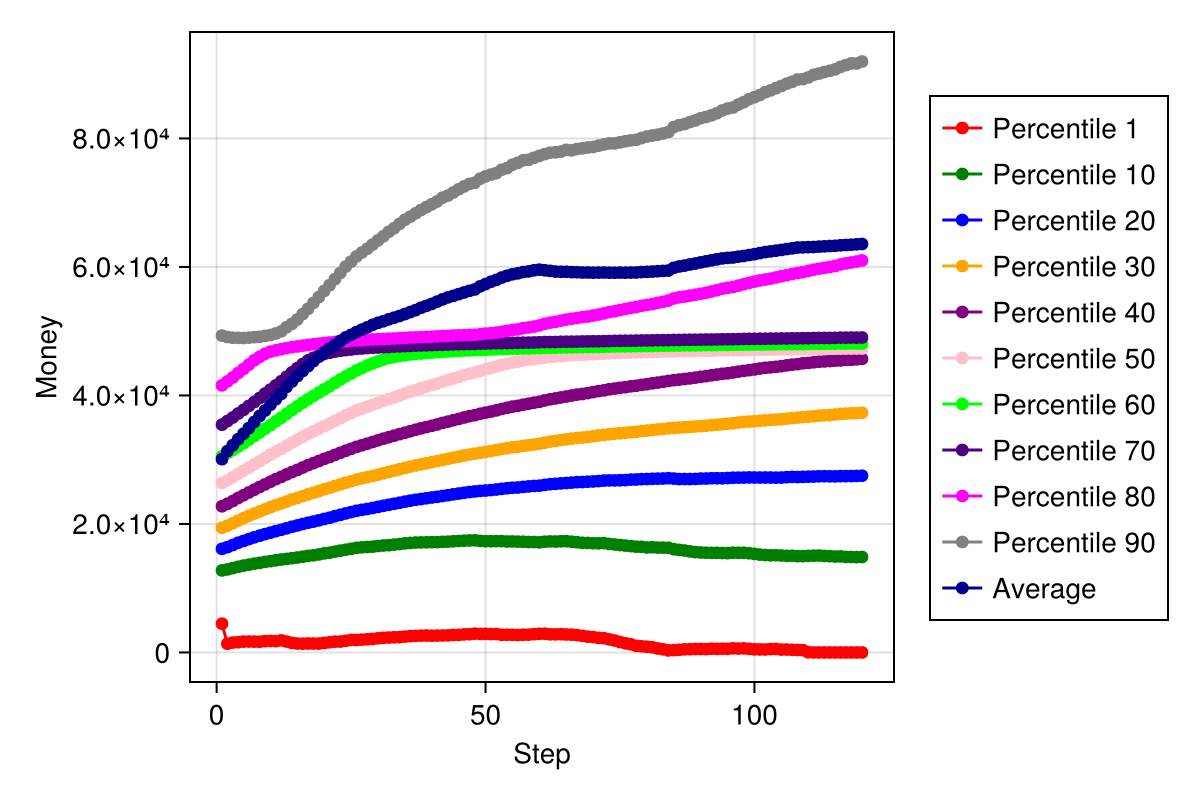 Money
8.0×10⁴
6.0×10⁴
4.0×10⁴
2.0×10⁴
0
0 50 100
Step
Percentile 1
Percentile 10
Percentile 20
Percentile 30
Percentile 40
Percentile 50
Percentile 60
Percentile 70
Percentile 80
Percentile 90
Average